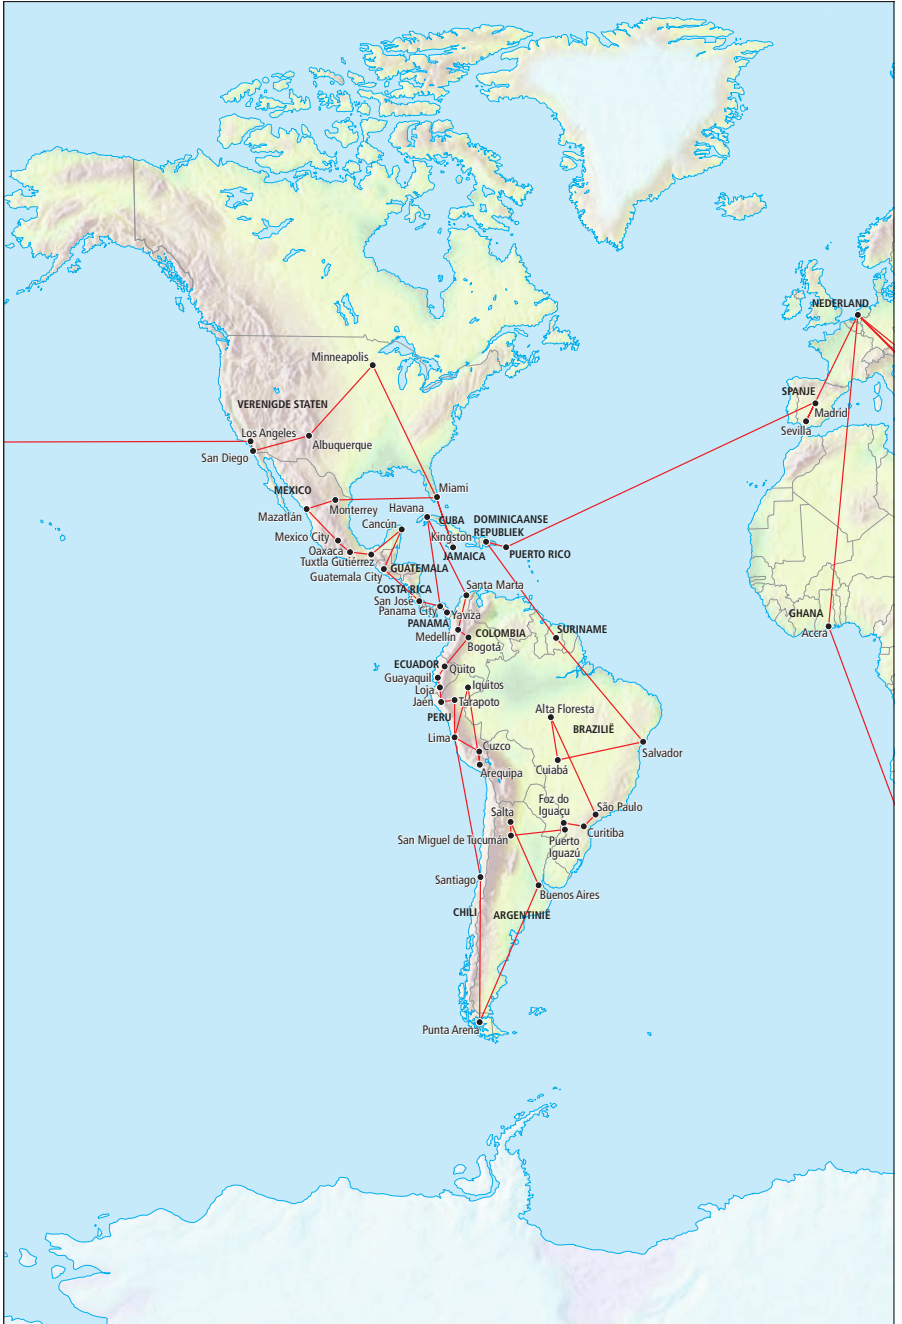 NEDERLAND
Minneapolis
SPANJE
VERENIGDE STATEN
Madrid
Sevilla
Los Angeles
Albuquerque
San Diego
MEXICO
Miami
Monterrey
Havana
Mazatlán
Cancún
CUBA
DOMINICAANSE
REPUBLIEK
Mexico City
Kingston
Oaxaca
JAMAICA
PUERTO RICO
Tuxtla Gutiérrez
GUATEMALA
Guatemala City
COSTA RICA
Santa Marta
San José
Panama City
Yaviza
GHANA
PANAMA
SURINAME
Accra
Medellín
COLOMBIA
Bogotá
ECUADOR
Quito
Guayaquil
Iquitos
Loja
Jaén
Tarapoto
Alta Floresta
PERU
BRAZILIË
Lima
Cuzco
Salvador
Cuiabá
Arequipa
Foz do
Iguaçu
São Paulo
Salta
Curitiba
San Miguel de Tucumán
Puerto
Iguazú
Santiago
Buenos Aires
CHILI
ARGENTINIË
Punta Arena